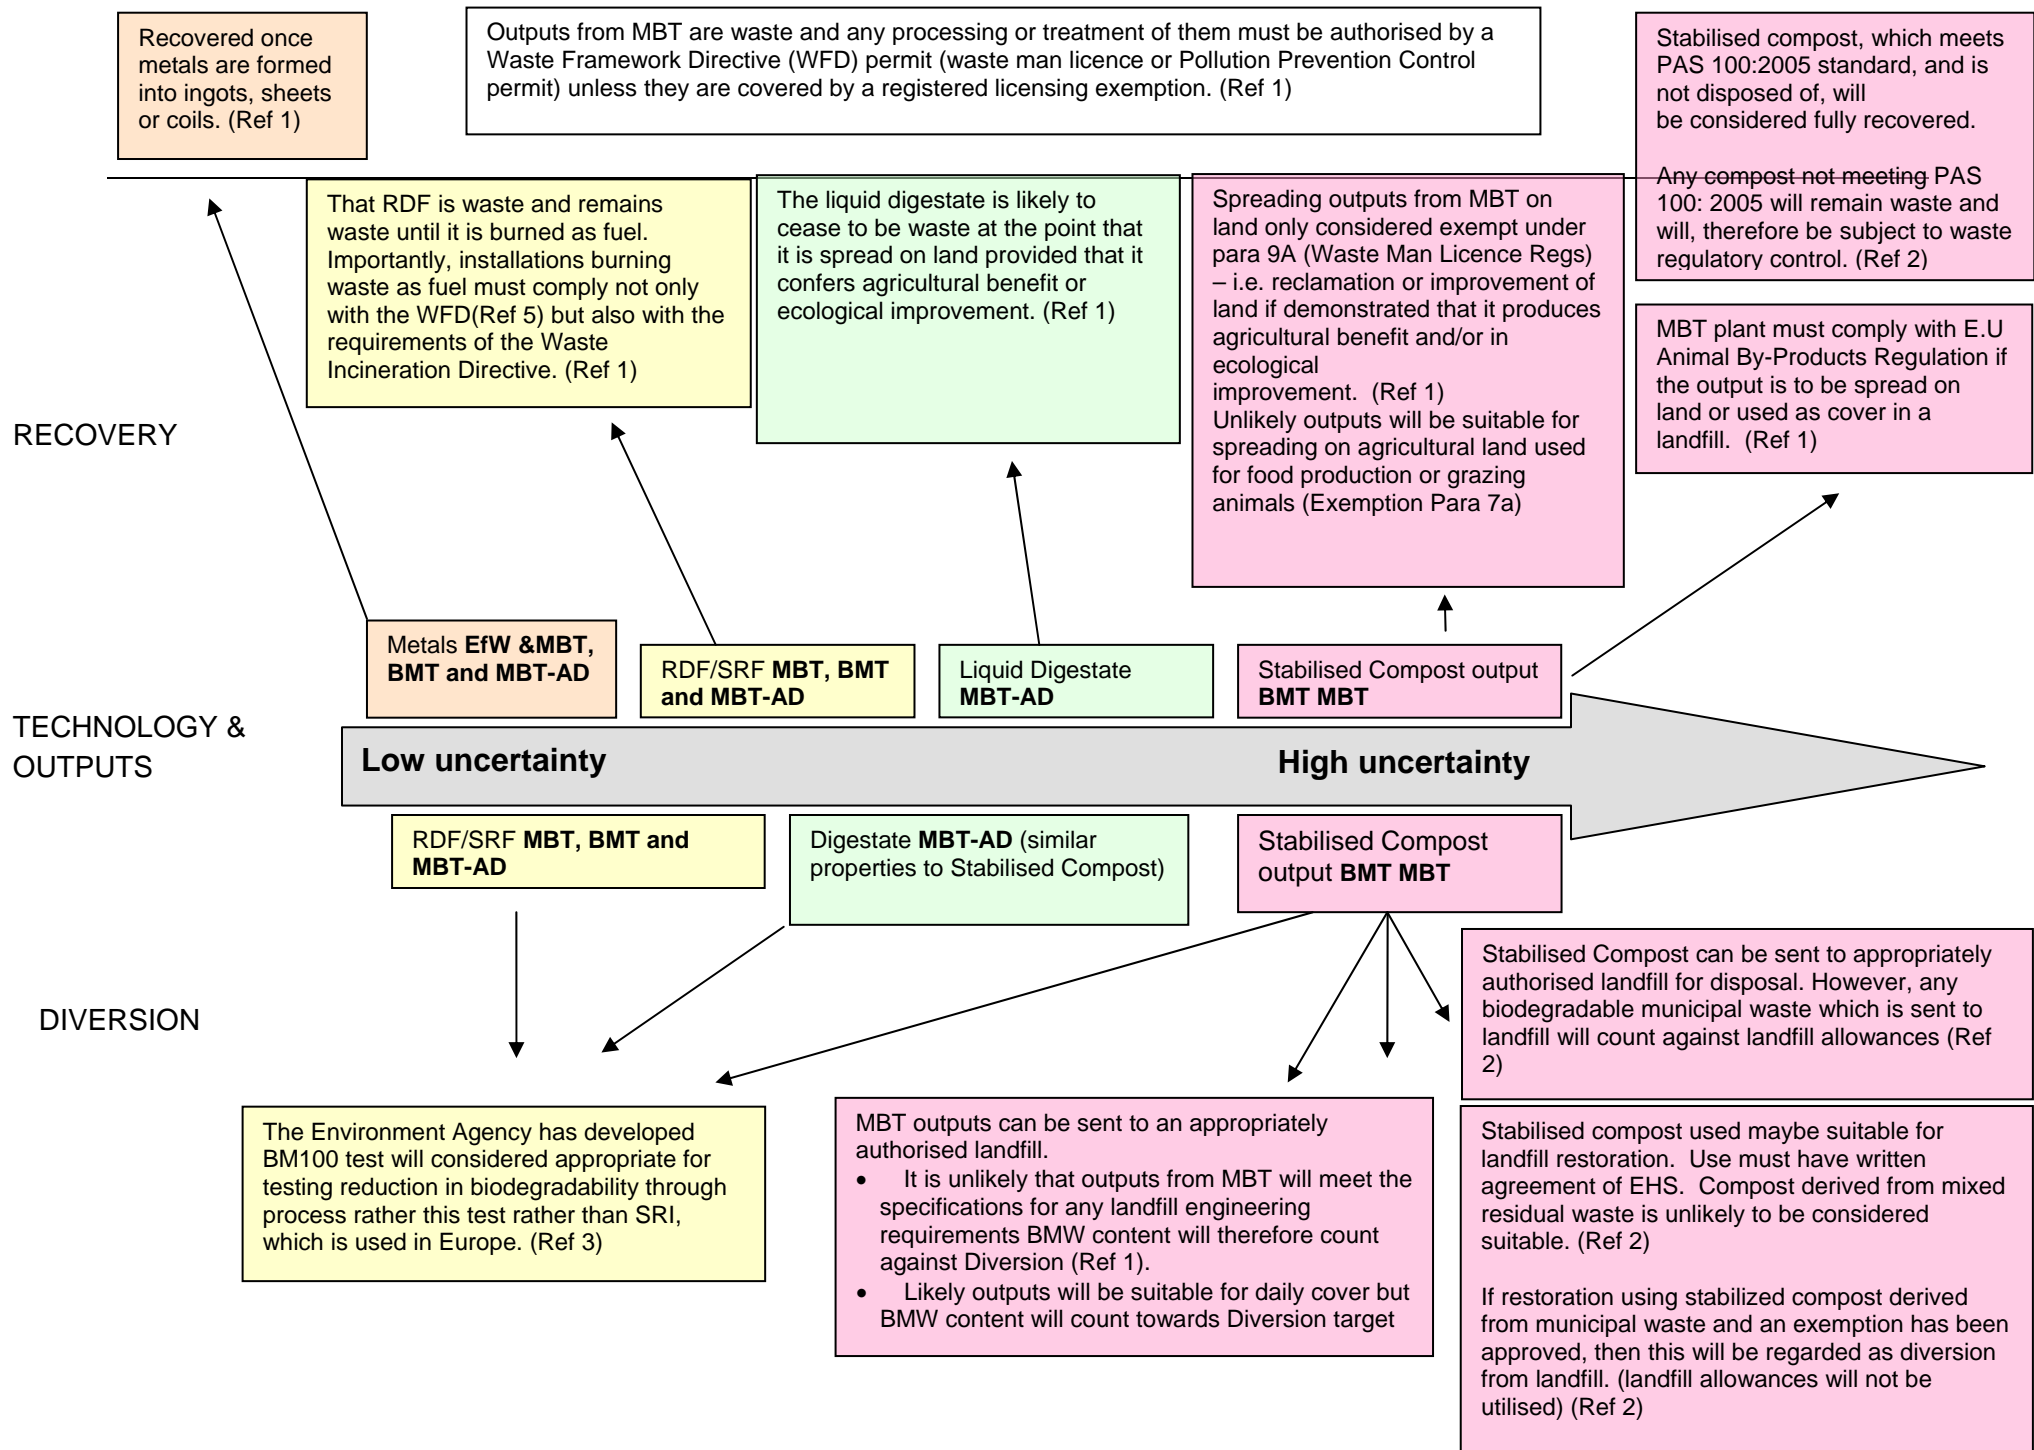 Recovered once
metals are formed
into ingots, sheets
or coils. (Ref 1)
Outputs from MBT are waste and any processing or treatment of them must be authorised by a
Waste Framework Directive (WFD) permit (waste man licence or Pollution Prevention Control
permit) unless they are covered by a registered licensing exemption. (Ref 1)
Stabilised compost, which meets
PAS 100:2005 standard, and is
not disposed of, will
be considered fully recovered.
Any compost not meeting PAS
100: 2005 will remain waste and
will, therefore be subject to waste
regulatory control. (Ref 2)
That RDF is waste and remains
waste until it is burned as fuel.
Importantly, installations burning
waste as fuel must comply not only
with the WFD(Ref 5) but also with the
requirements of the Waste
Incineration Directive. (Ref 1)
The liquid digestate is likely to
cease to be waste at the point that
it is spread on land provided that it
confers agricultural benefit or
ecological improvement. (Ref 1)
Spreading outputs from MBT on
land only considered exempt under
para 9A (Waste Man Licence Regs)
– i.e. reclamation or improvement of
land if demonstrated that it produces
agricultural benefit and/or in
ecological
improvement.  (Ref 1)
Unlikely outputs will be suitable for
spreading on agricultural land used
for food production or grazing
animals (Exemption Para 7a)
MBT plant must comply with E.U
Animal By-Products Regulation if
the output is to be spread on
land or used as cover in a
landfill.  (Ref 1)
RECOVERY
Metals EfW &MBT,
BMT and MBT-AD
RDF/SRF MBT, BMT
and MBT-AD
Liquid Digestate
MBT-AD
Stabilised Compost output
BMT MBT
TECHNOLOGY &
OUTPUTS
Low uncertainty
High uncertainty
RDF/SRF MBT, BMT and
MBT-AD
Digestate MBT-AD (similar
properties to Stabilised Compost)
Stabilised Compost
output BMT MBT
DIVERSION
Stabilised Compost can be sent to appropriately
authorised landfill for disposal. However, any
biodegradable municipal waste which is sent to
landfill will count against landfill allowances (Ref
2)
The Environment Agency has developed
BM100 test will considered appropriate for
testing reduction in biodegradability through
process rather this test rather than SRI,
which is used in Europe. (Ref 3)
MBT outputs can be sent to an appropriately
authorised landfill.
• It is unlikely that outputs from MBT will meet the
specifications for any landfill engineering
requirements BMW content will therefore count
against Diversion (Ref 1).
• Likely outputs will be suitable for daily cover but
BMW content will count towards Diversion target
Stabilised compost used maybe suitable for
landfill restoration.  Use must have written
agreement of EHS.  Compost derived from mixed
residual waste is unlikely to be considered
suitable. (Ref 2)
If restoration using stabilized compost derived
from municipal waste and an exemption has been
approved, then this will be regarded as diversion
from landfill. (landfill allowances will not be
utilised) (Ref 2)